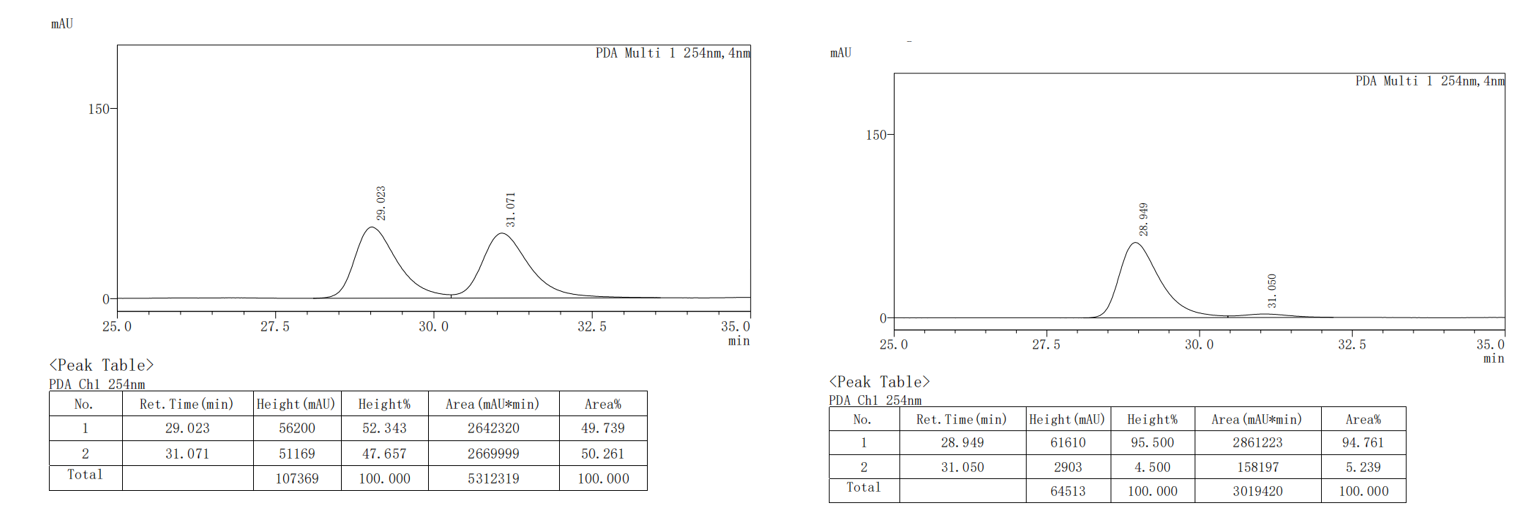 mAU
PDA Multi 1 254nm,4nm
150
29.023
31.071
0
25.0 27.5 30.0 32.5 35.0
min
<Peak Table>
PDA Ch1 254nm
No. Ret.Time(min) Height(mAU) Height% Area(mAU*min) Area%
1 29.023 56200 52.343 2642320 49.739
2 31.071 51169 47.657 2669999 50.261
Total 107369 100.000 5312319 100.000
mAU
PDA Multi 1 254nm,4nm
150
28.949
31.050
0
25.0 27.5 30.0 32.5 35.0
min
<Peak Table>
PDA Ch1 254nm
No. Ret.Time(min) Height(mAU) Height% Area(mAU*min) Area%
1 28.949 61610 95.500 2861223 94.761
2 31.050 2903 4.500 158197 5.239
Total 64513 100.000 3019420 100.000